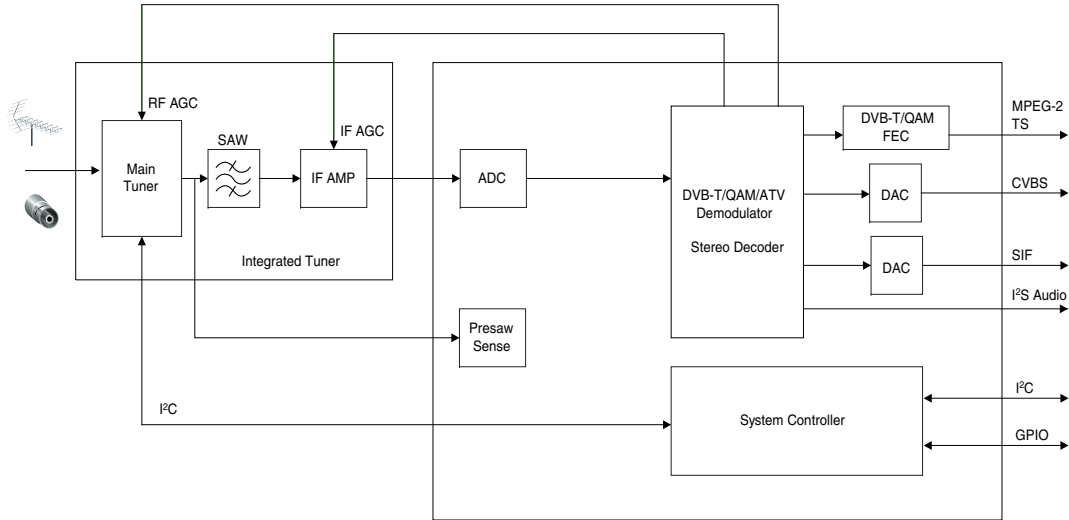 RF AGC
Main
Tuner
SAW
IF AGC
IF AMP
Integrated Tuner
ADC
Presaw
Sense
DVB-T/QAM/ATV
Demodulator
Stereo Decoder
DVB-T/QAM
FEC
DAC
DAC
MPEG-2
TS
CVBS
SIF
I²S Audio
I²C
System Controller
I²C
GPIO